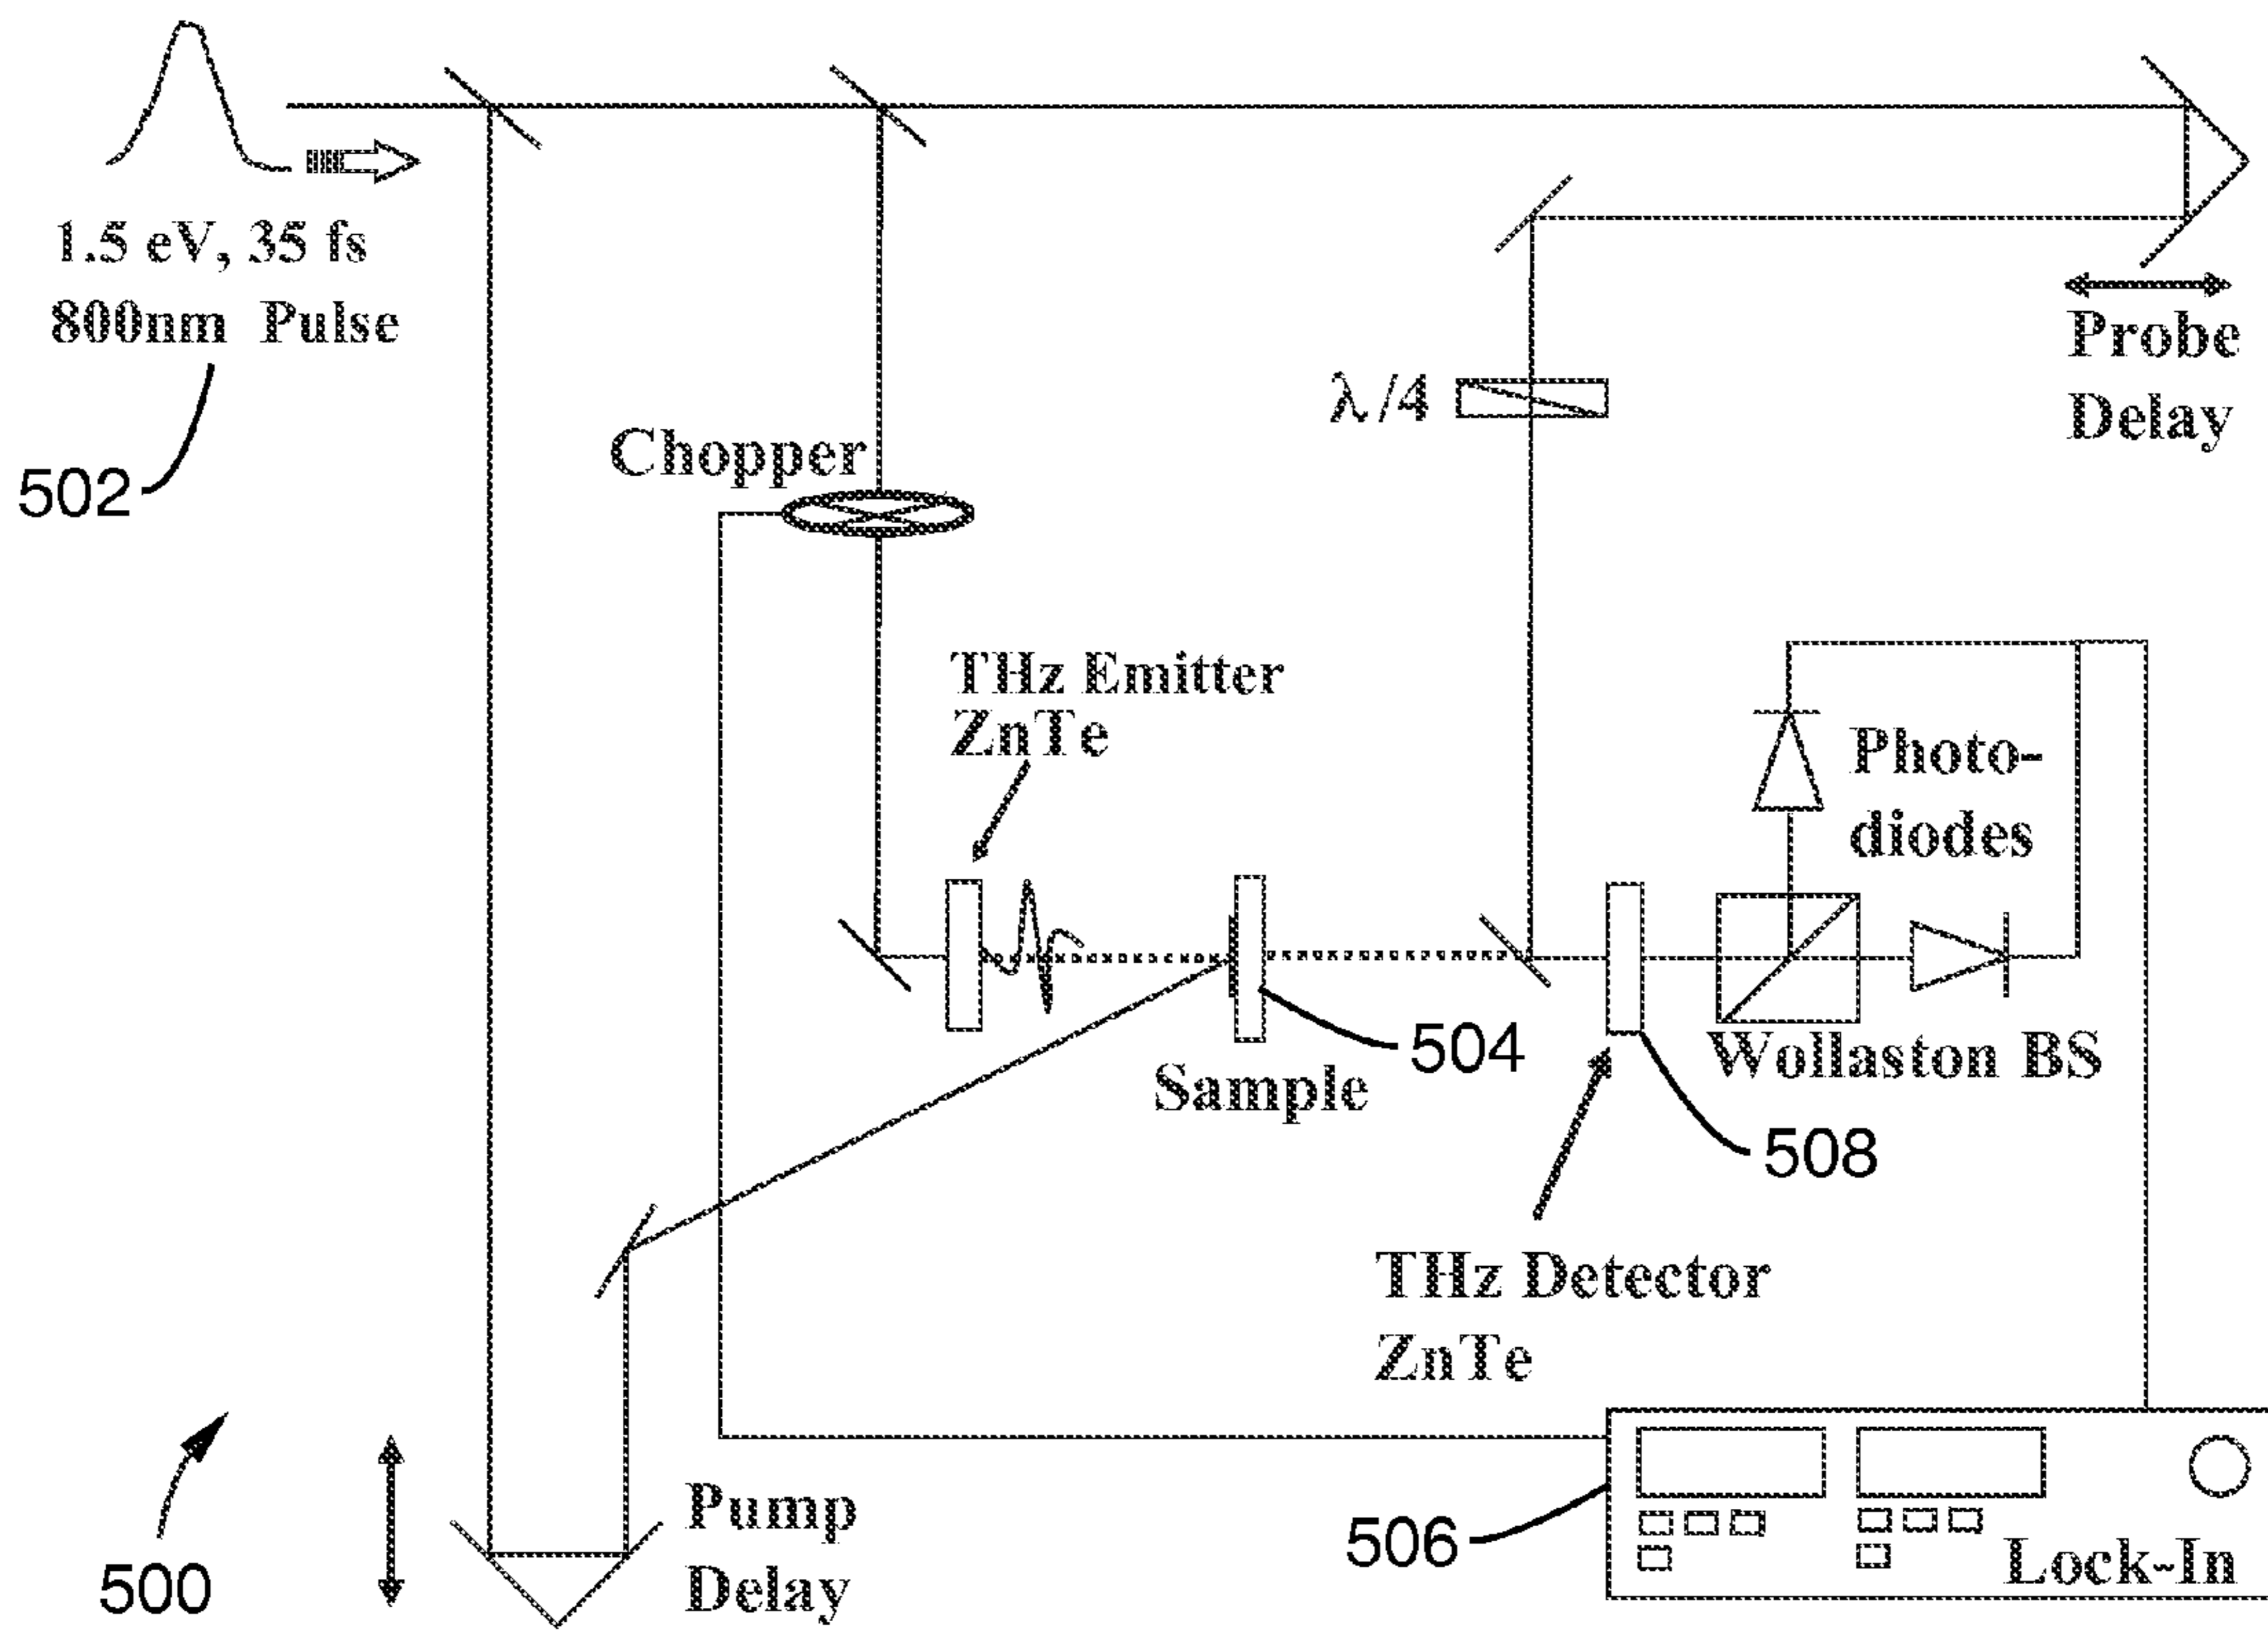 1.5 eV, 35 fs
800nm Pulse
502
Probe
Delay
λ/4
Chopper
THz Emitter
ZnTe
Photo-
diodes
504
Sample
Wollaston BS
508
THz Detector
ZnTe
500
Pump
Delay
506
Lock-In